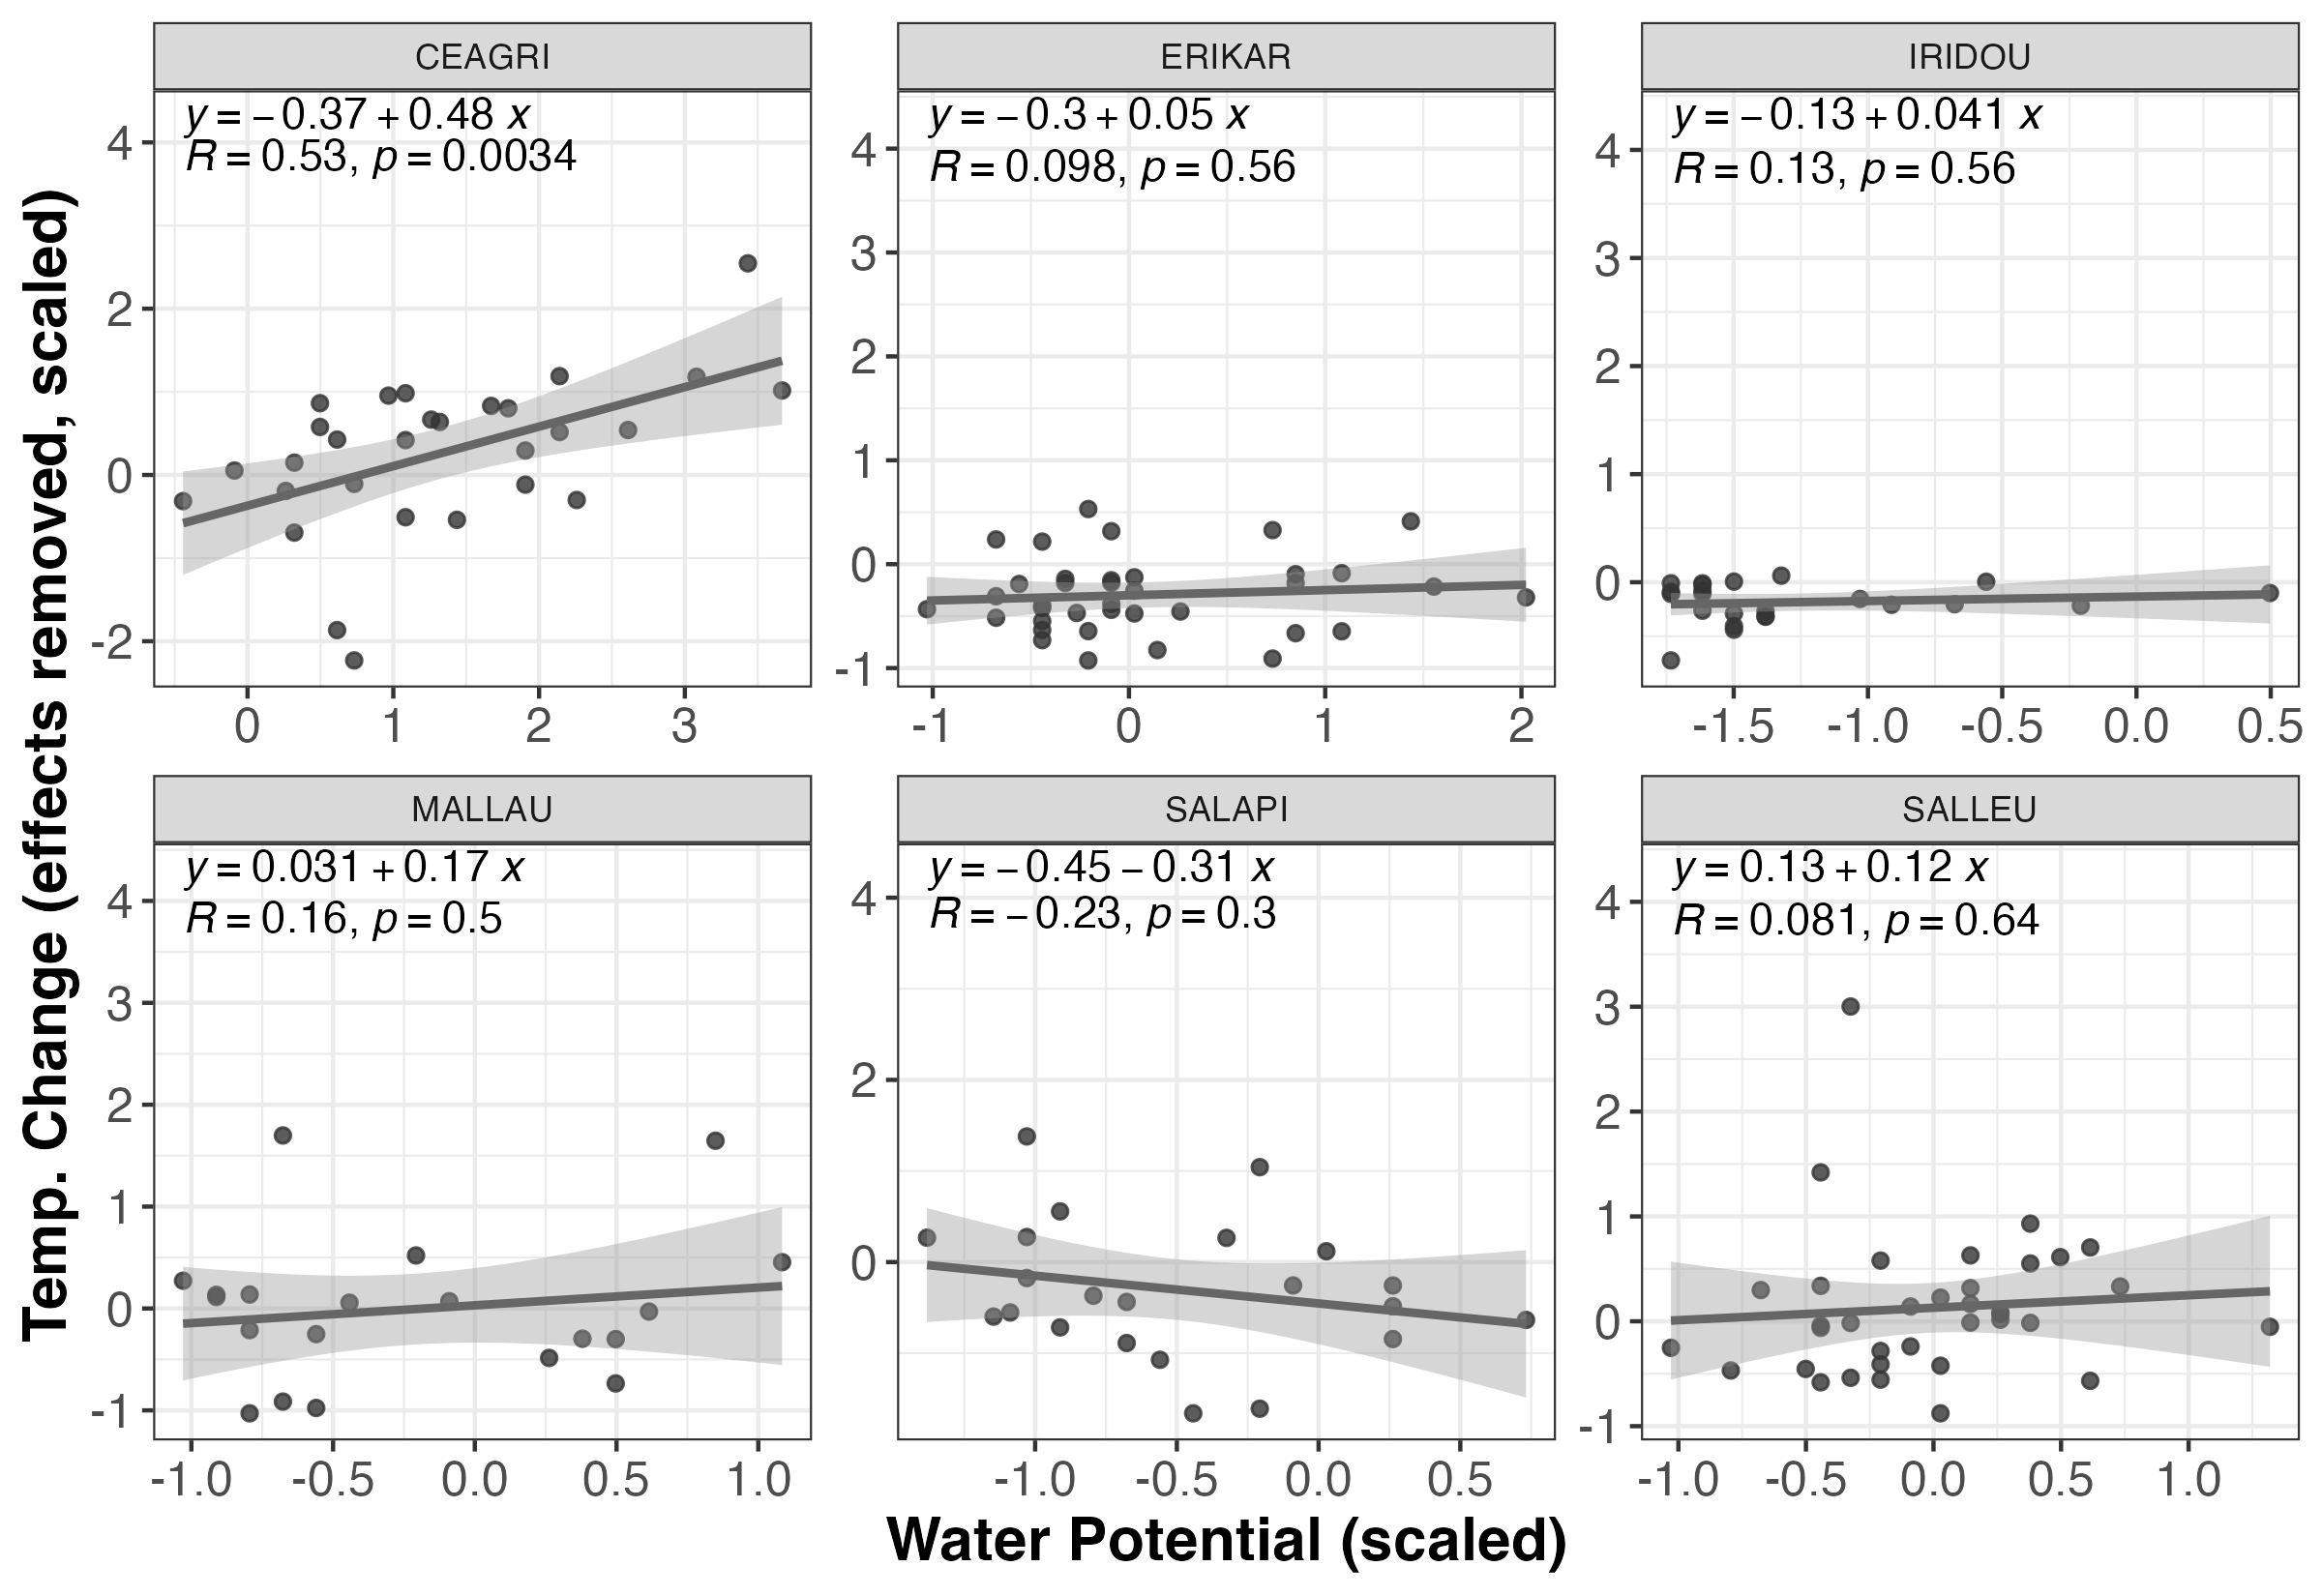 CEAGRI
y = −0.37 + 0.48 x
R = 0.53, p = 0.0034
4
2
0
-2
0 1 2 3
ERIKAR
y = −0.3 + 0.05 x
R = 0.098, p = 0.56
4
3
2
1
0
-1
-1 0 1 2
IRIDOU
y = −0.13 + 0.041 x
R = 0.13, p = 0.56
4
3
2
1
0
-1.5 -1.0 -0.5 0.0 0.5
MALLAU
y = 0.031 + 0.17 x
R = 0.16, p = 0.5
4
3
2
1
0
-1
-1.0 -0.5 0.0 0.5 1.0
SALAPI
y = −0.45 − 0.31 x
R = −0.23, p = 0.3
4
2
0
-1.0 -0.5 0.0 0.5
SALLEU
y = 0.13 + 0.12 x
R = 0.081, p = 0.64
4
3
2
1
0
-1
-1.0 -0.5 0.0 0.5 1.0
Temp. Change (effects removed, scaled)
Water Potential (scaled)